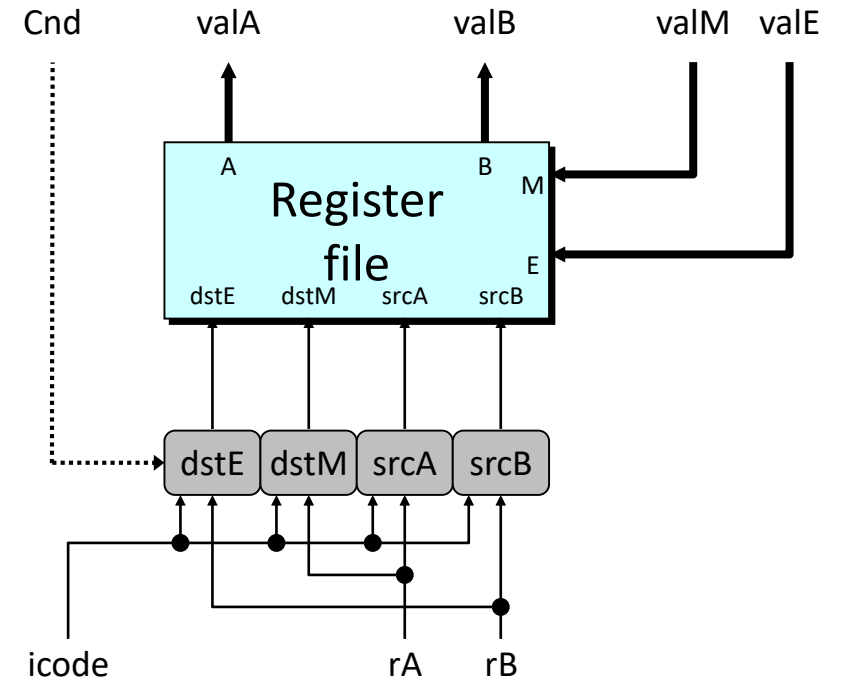 Cnd valA valB valM valE
A B
M
Register
file
E
dstE dstM srcA srcB
dstE dstM srcA srcB
icode rA rB